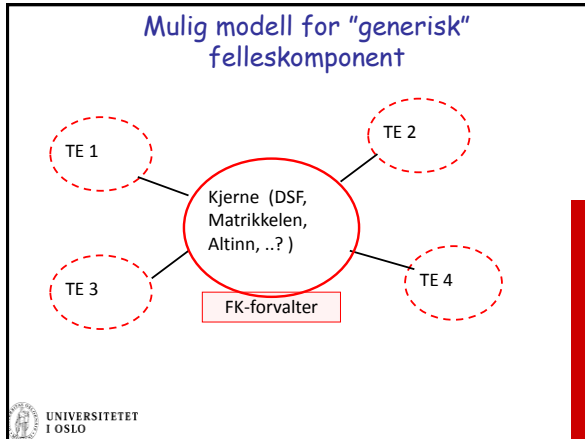 Mulig modell for "generisk"
felleskomponent
TE 1
TE 2
Kjerne (DSF,
Matrikkelen,
Altinn, ..? )
TE 3
TE 4
FK-forvalter
UNIVERSITETET
I OSLO